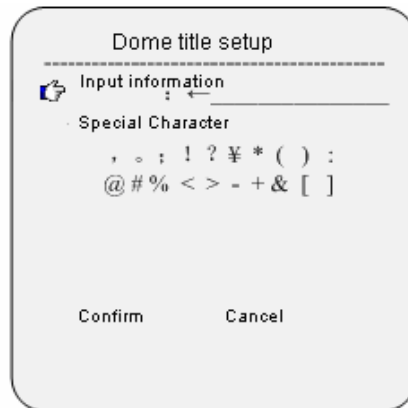 Dome title setup
Input information
: ←
Special Character
, 。 ; ! ? ¥ * ( ) :
@ # % < > - + & [ ]
Confirm Cancel